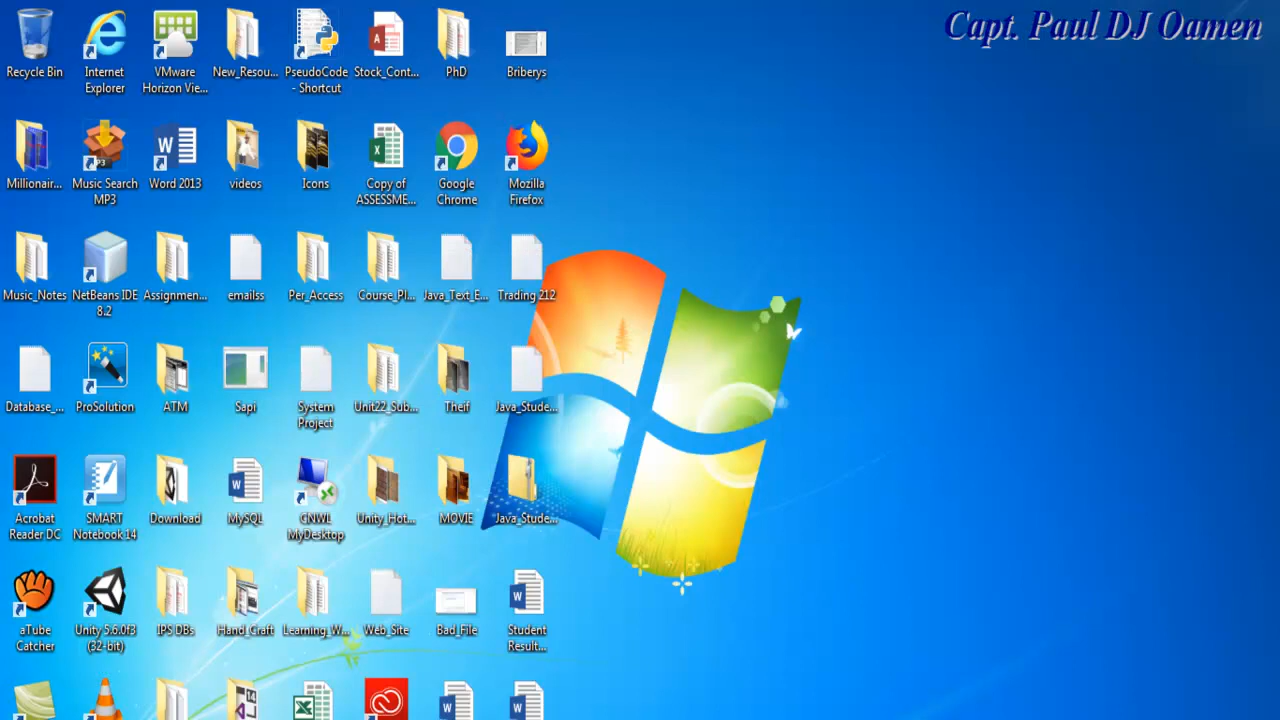 Capt. Paul DJ Oamen
Recycle Bin
Internet
Explorer
VMware
Horizon Vie...
New_Resou...
PseudoCode
- Shortcut
Stock_Cont...
PhD
Briberys
Millionair...
Music Search
MP3
Word 2013
videos
Icons
Copy of
ASSESSME...
Google
Chrome
Mozilla
Firefox
Music_Notes
NetBeans IDE
8.2
Assignmen...
emailss
Per_Access
Course_Pl...
Java_Text_E...
Trading 212
Database_...
ProSolution
ATM
Sapi
System
Project
Unit22_Sub...
Theif
Java_Stude...
Acrobat
Reader DC
SMART
Notebook 14
Download
MySQL
CNWL
MyDesktop
Unity_Hot...
MOVIE
Java_Stude...
aTube
Catcher
Unity 5.6.0f3
(32-bit)
IPS DBs
Hand_Craft
Learning_W...
Web_Site
Bad_File
Student
Result...